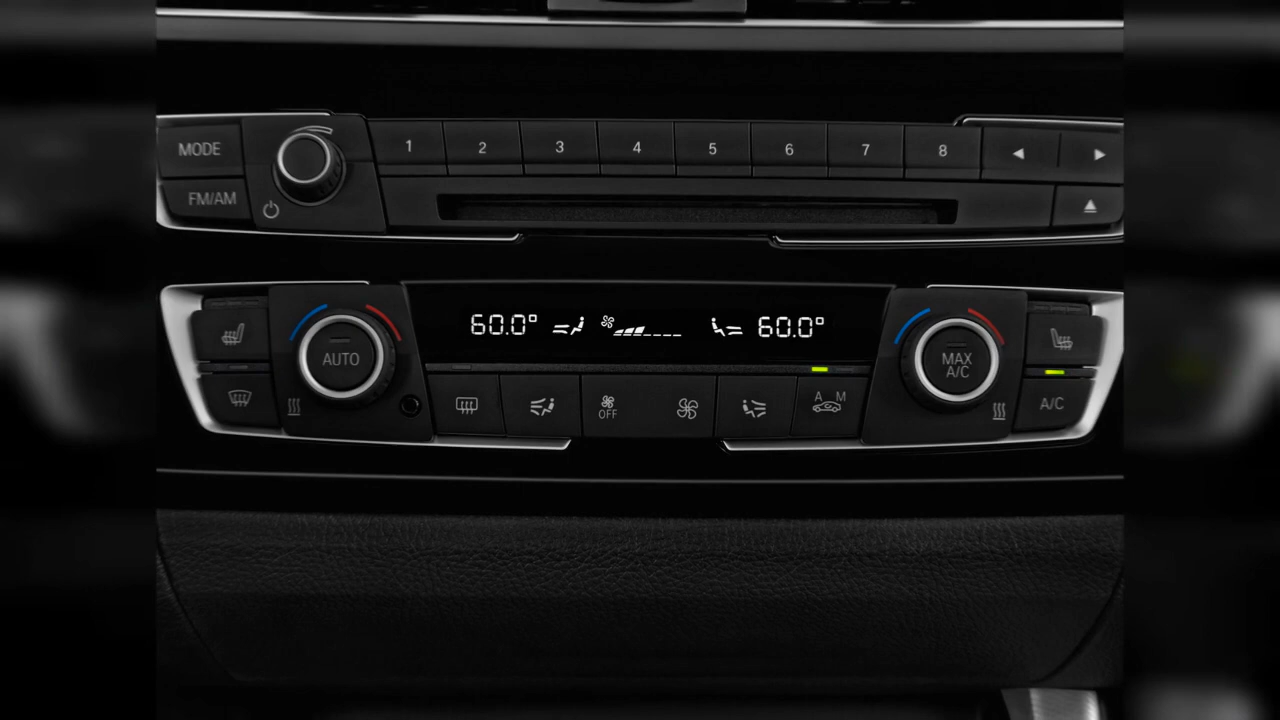 MODE
1 2 3 4 5 6 7 8
FM/AM
60.0° 60.0°
AUTO
MAX
A/C
OFF
A M
A/C